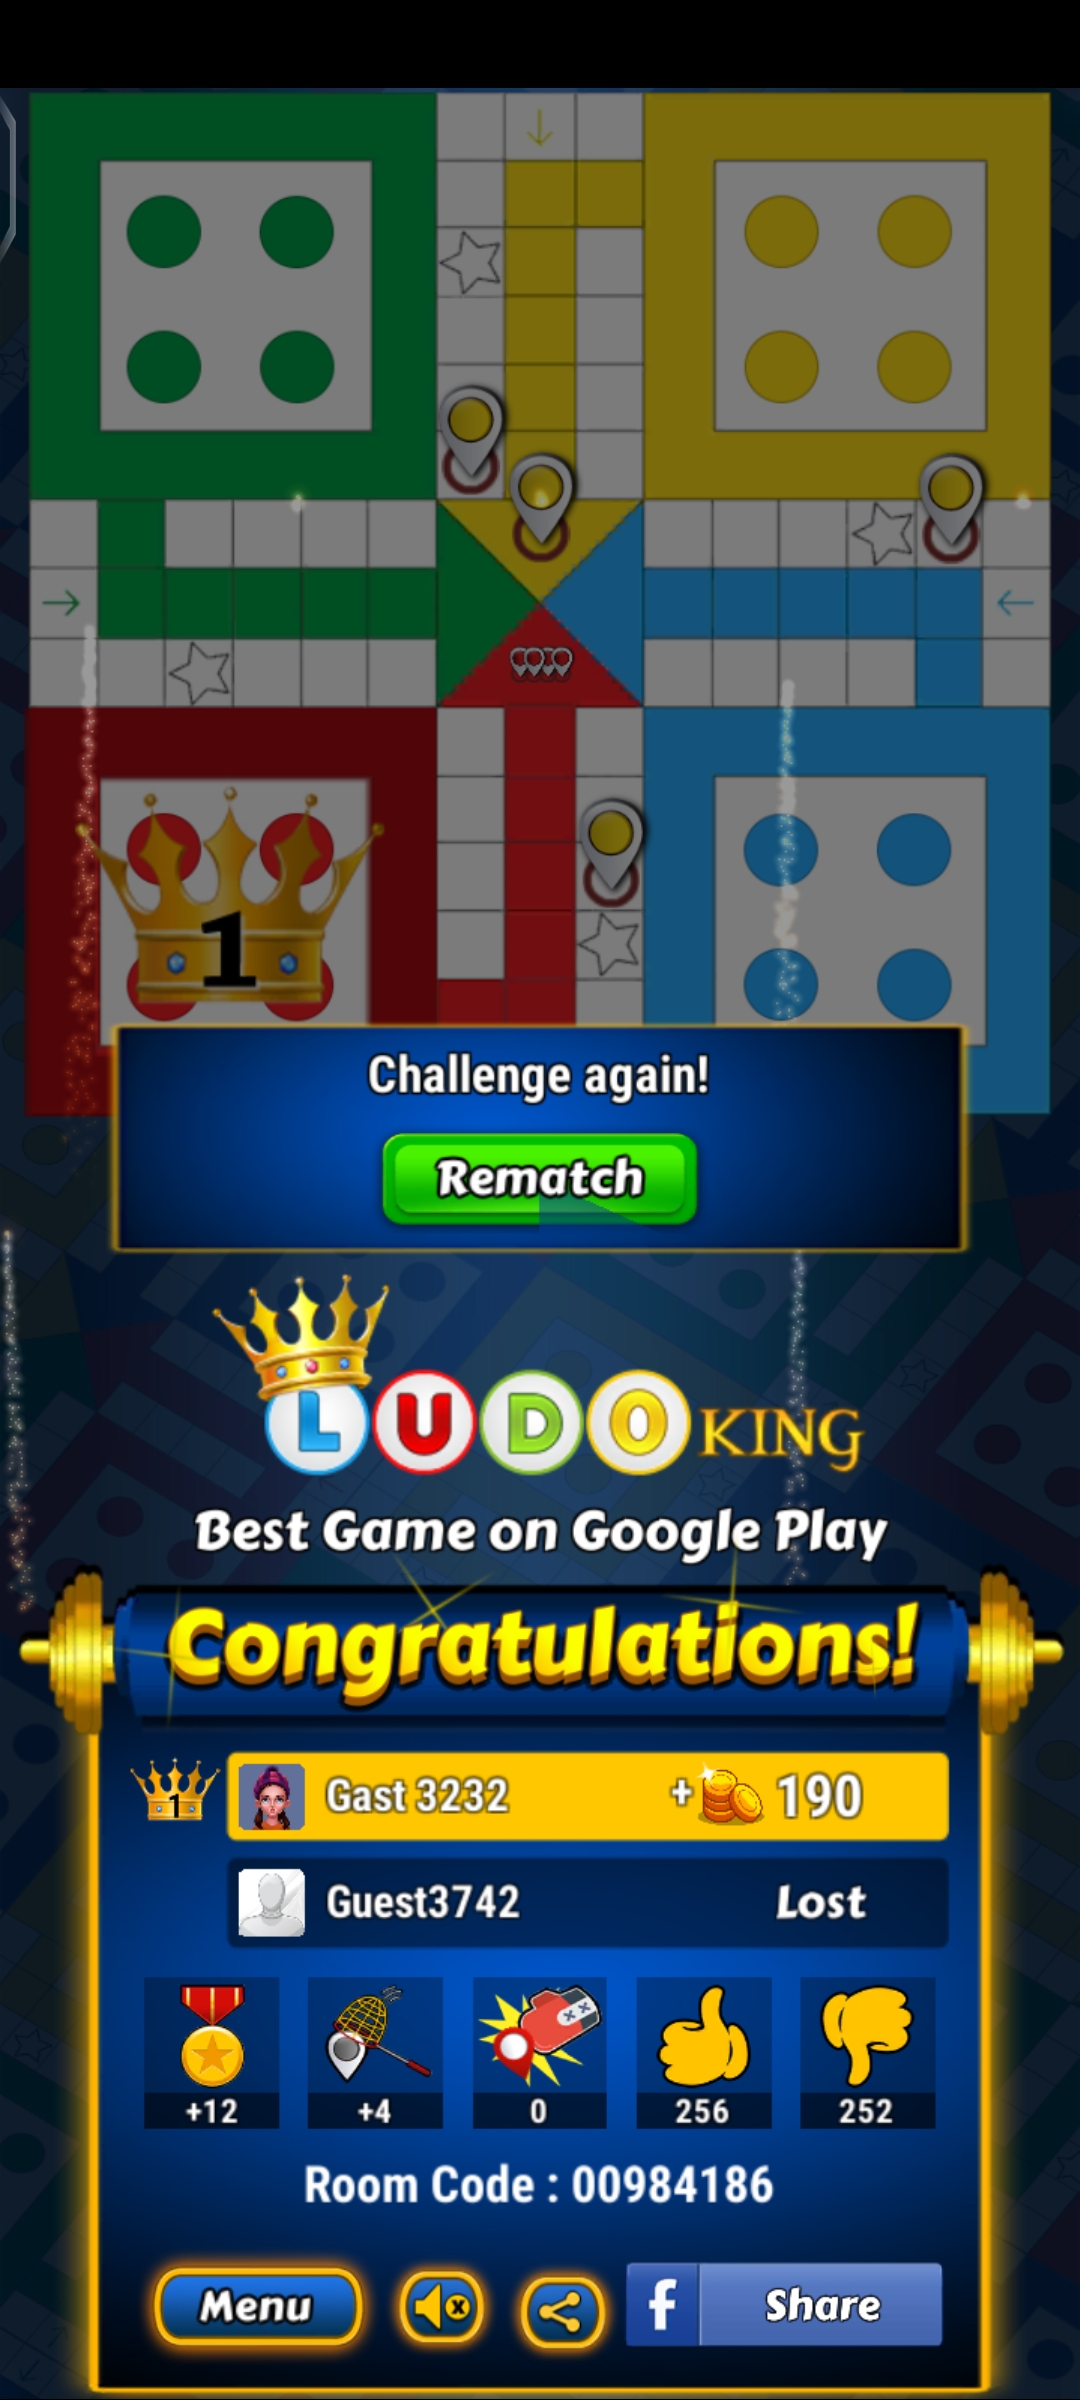 1
Challenge again!
Rematch
LUDO KING
Best Game on Google Play
Congratulations!
1 Gast 3232 + 190
Guest3742 Lost
+12 +4 0 256 252
Room Code : 00984186
Menu f Share